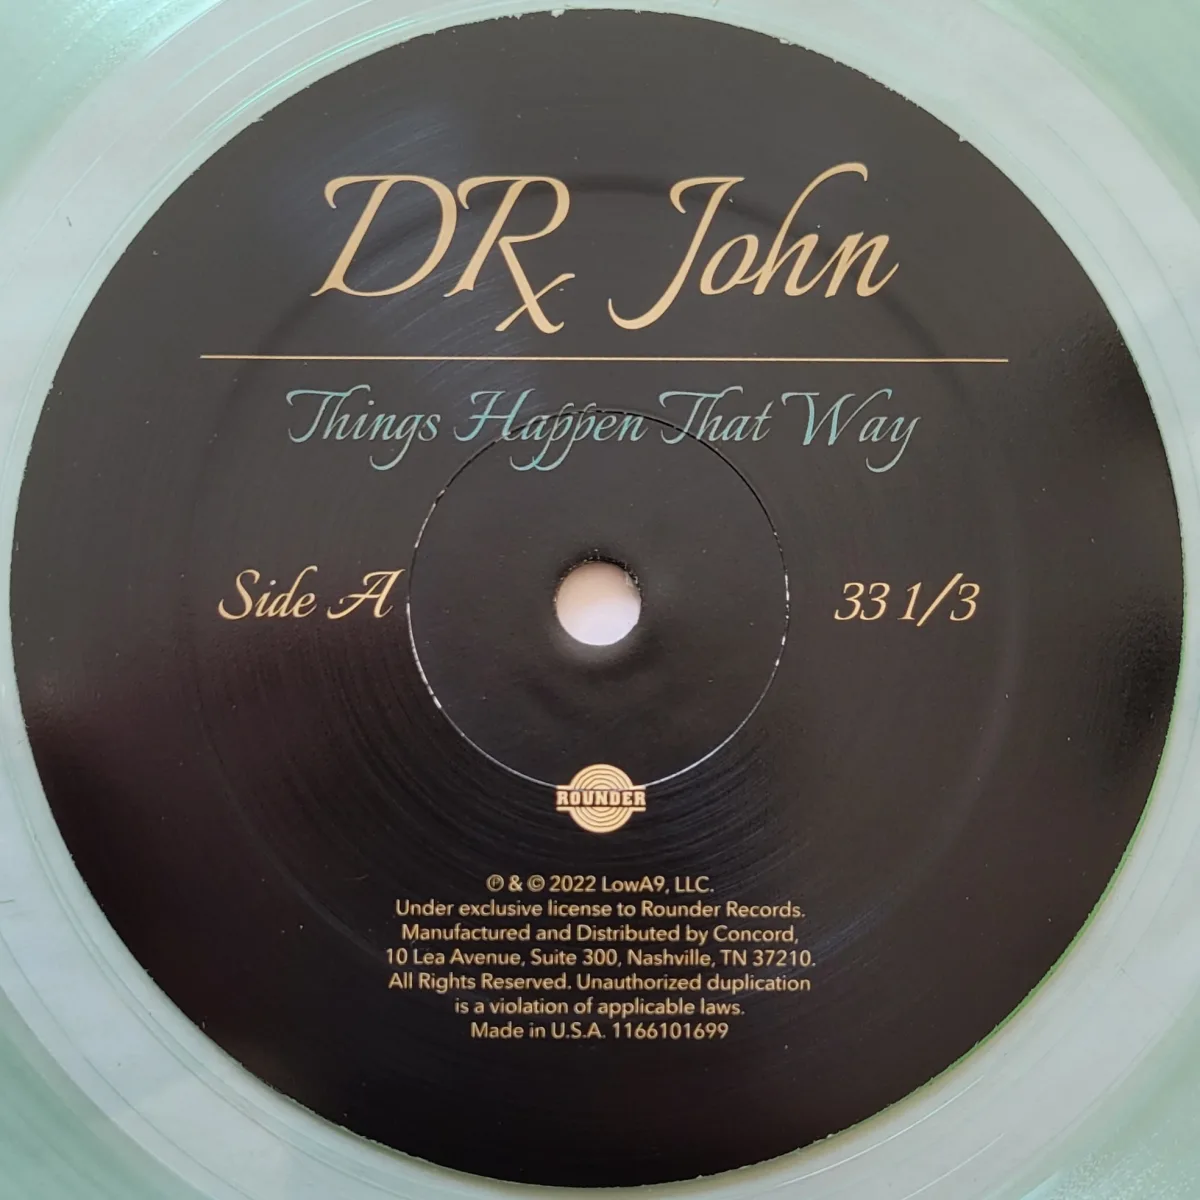 DRx John
Things Happen That Way
Side A
33 1/3
ROUNDER
℗ & © 2022 LowA9, LLC.
Under exclusive license to Rounder Records.
Manufactured and Distributed by Concord,
10 Lea Avenue, Suite 300, Nashville, TN 37210.
All Rights Reserved. Unauthorized duplication
is a violation of applicable laws.
Made in U.S.A. 1166101699